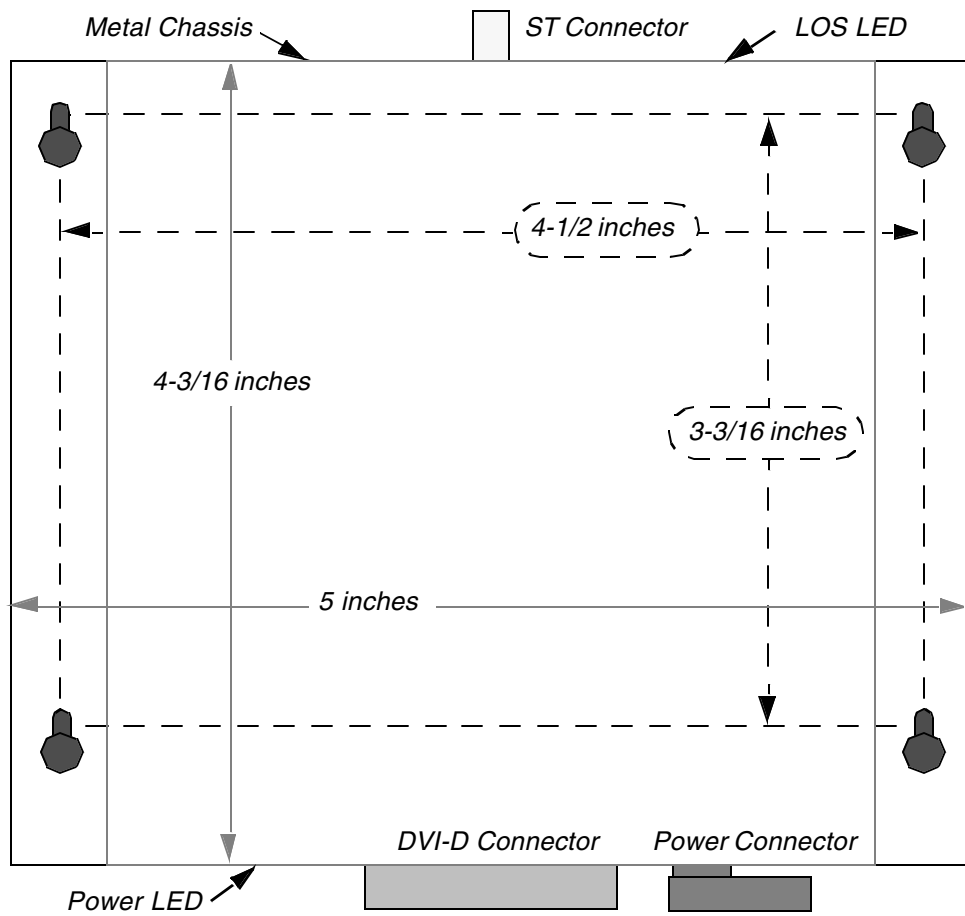 Metal Chassis
ST Connector
LOS LED
4-1/2 inches
4-3/16 inches
3-3/16 inches
5 inches
DVI-D Connector
Power Connector
Power LED